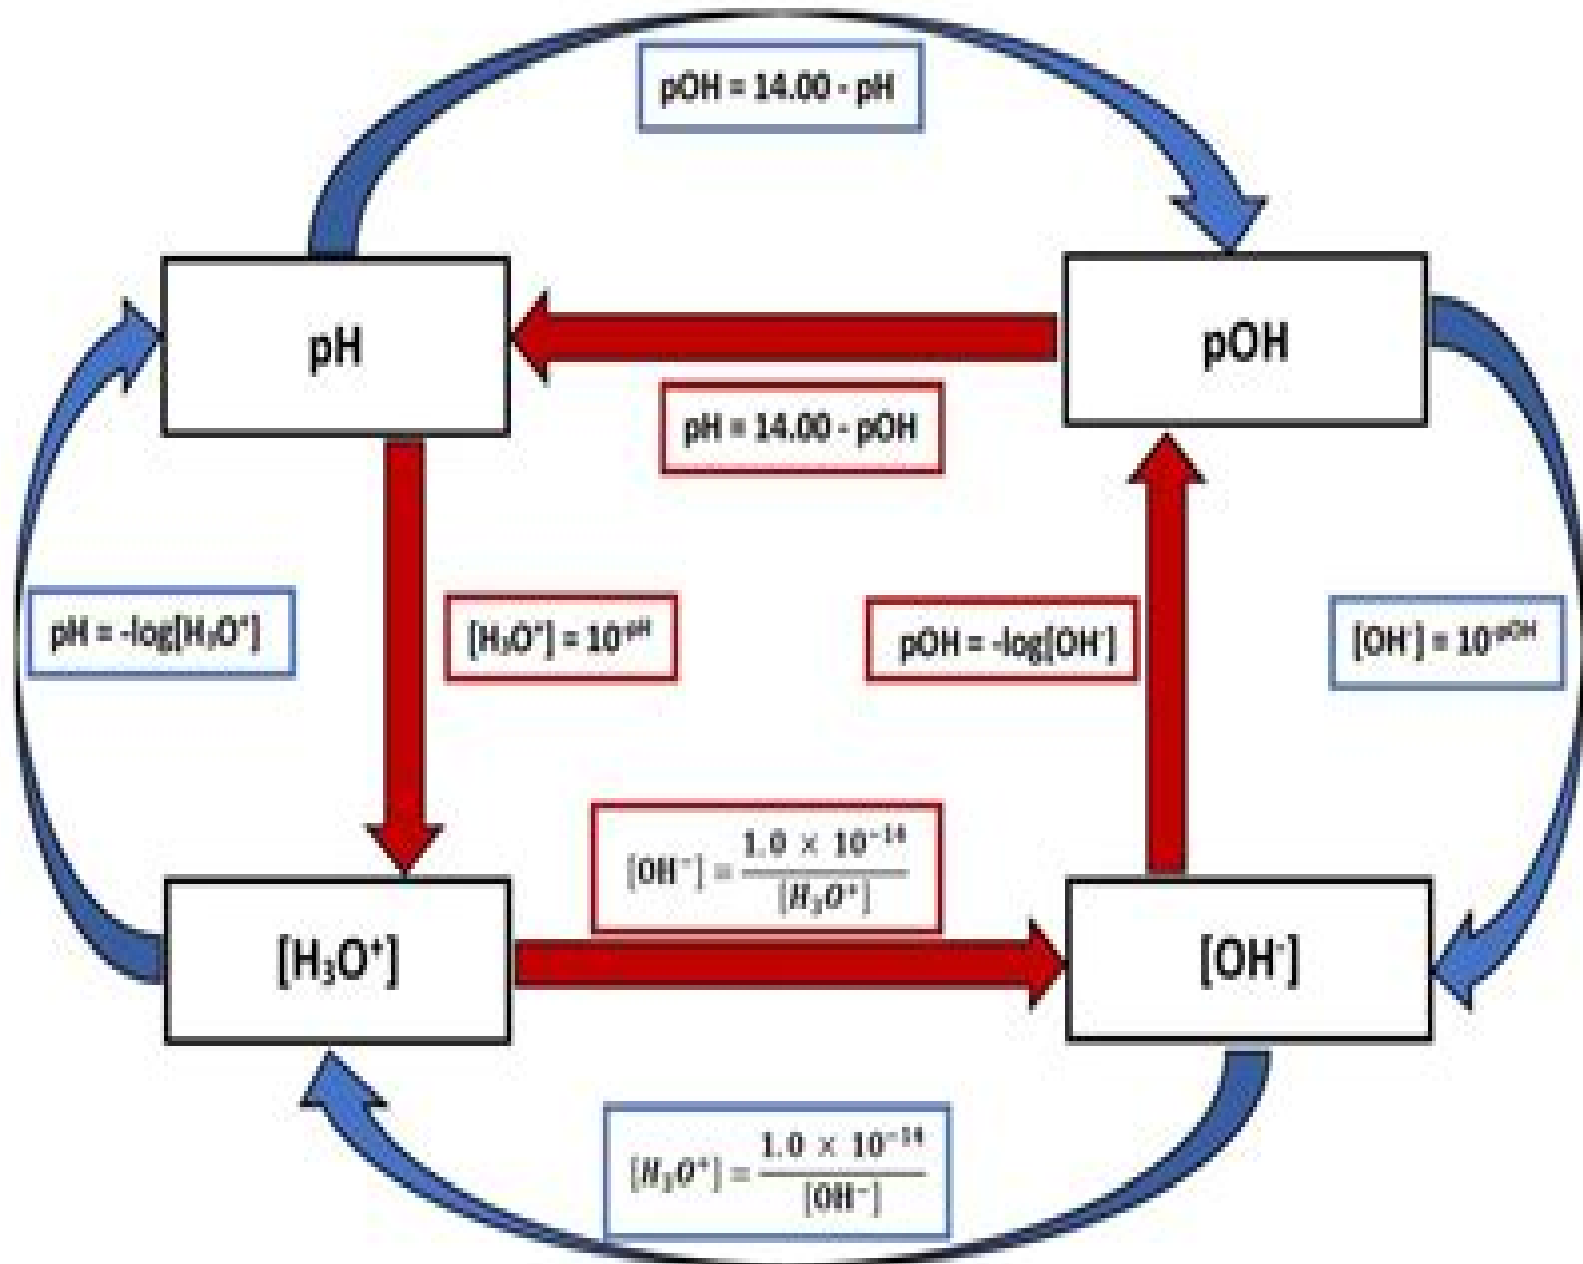 pOH = 14.00 - pH
pH
pOH
pH = 14.00 - pOH
pH = -log[H₃O⁺]
[H₃O⁺] = 10⁻ᵖᴴ
pOH = -log[OH⁻]
[OH⁻] = 10⁻ᵖᴼᴴ
[OH⁻] = 1.0 × 10⁻¹⁴ / [H₃O⁺]
[H₃O⁺]
[OH⁻]
[H₃O⁺] = 1.0 × 10⁻¹⁴ / [OH⁻]